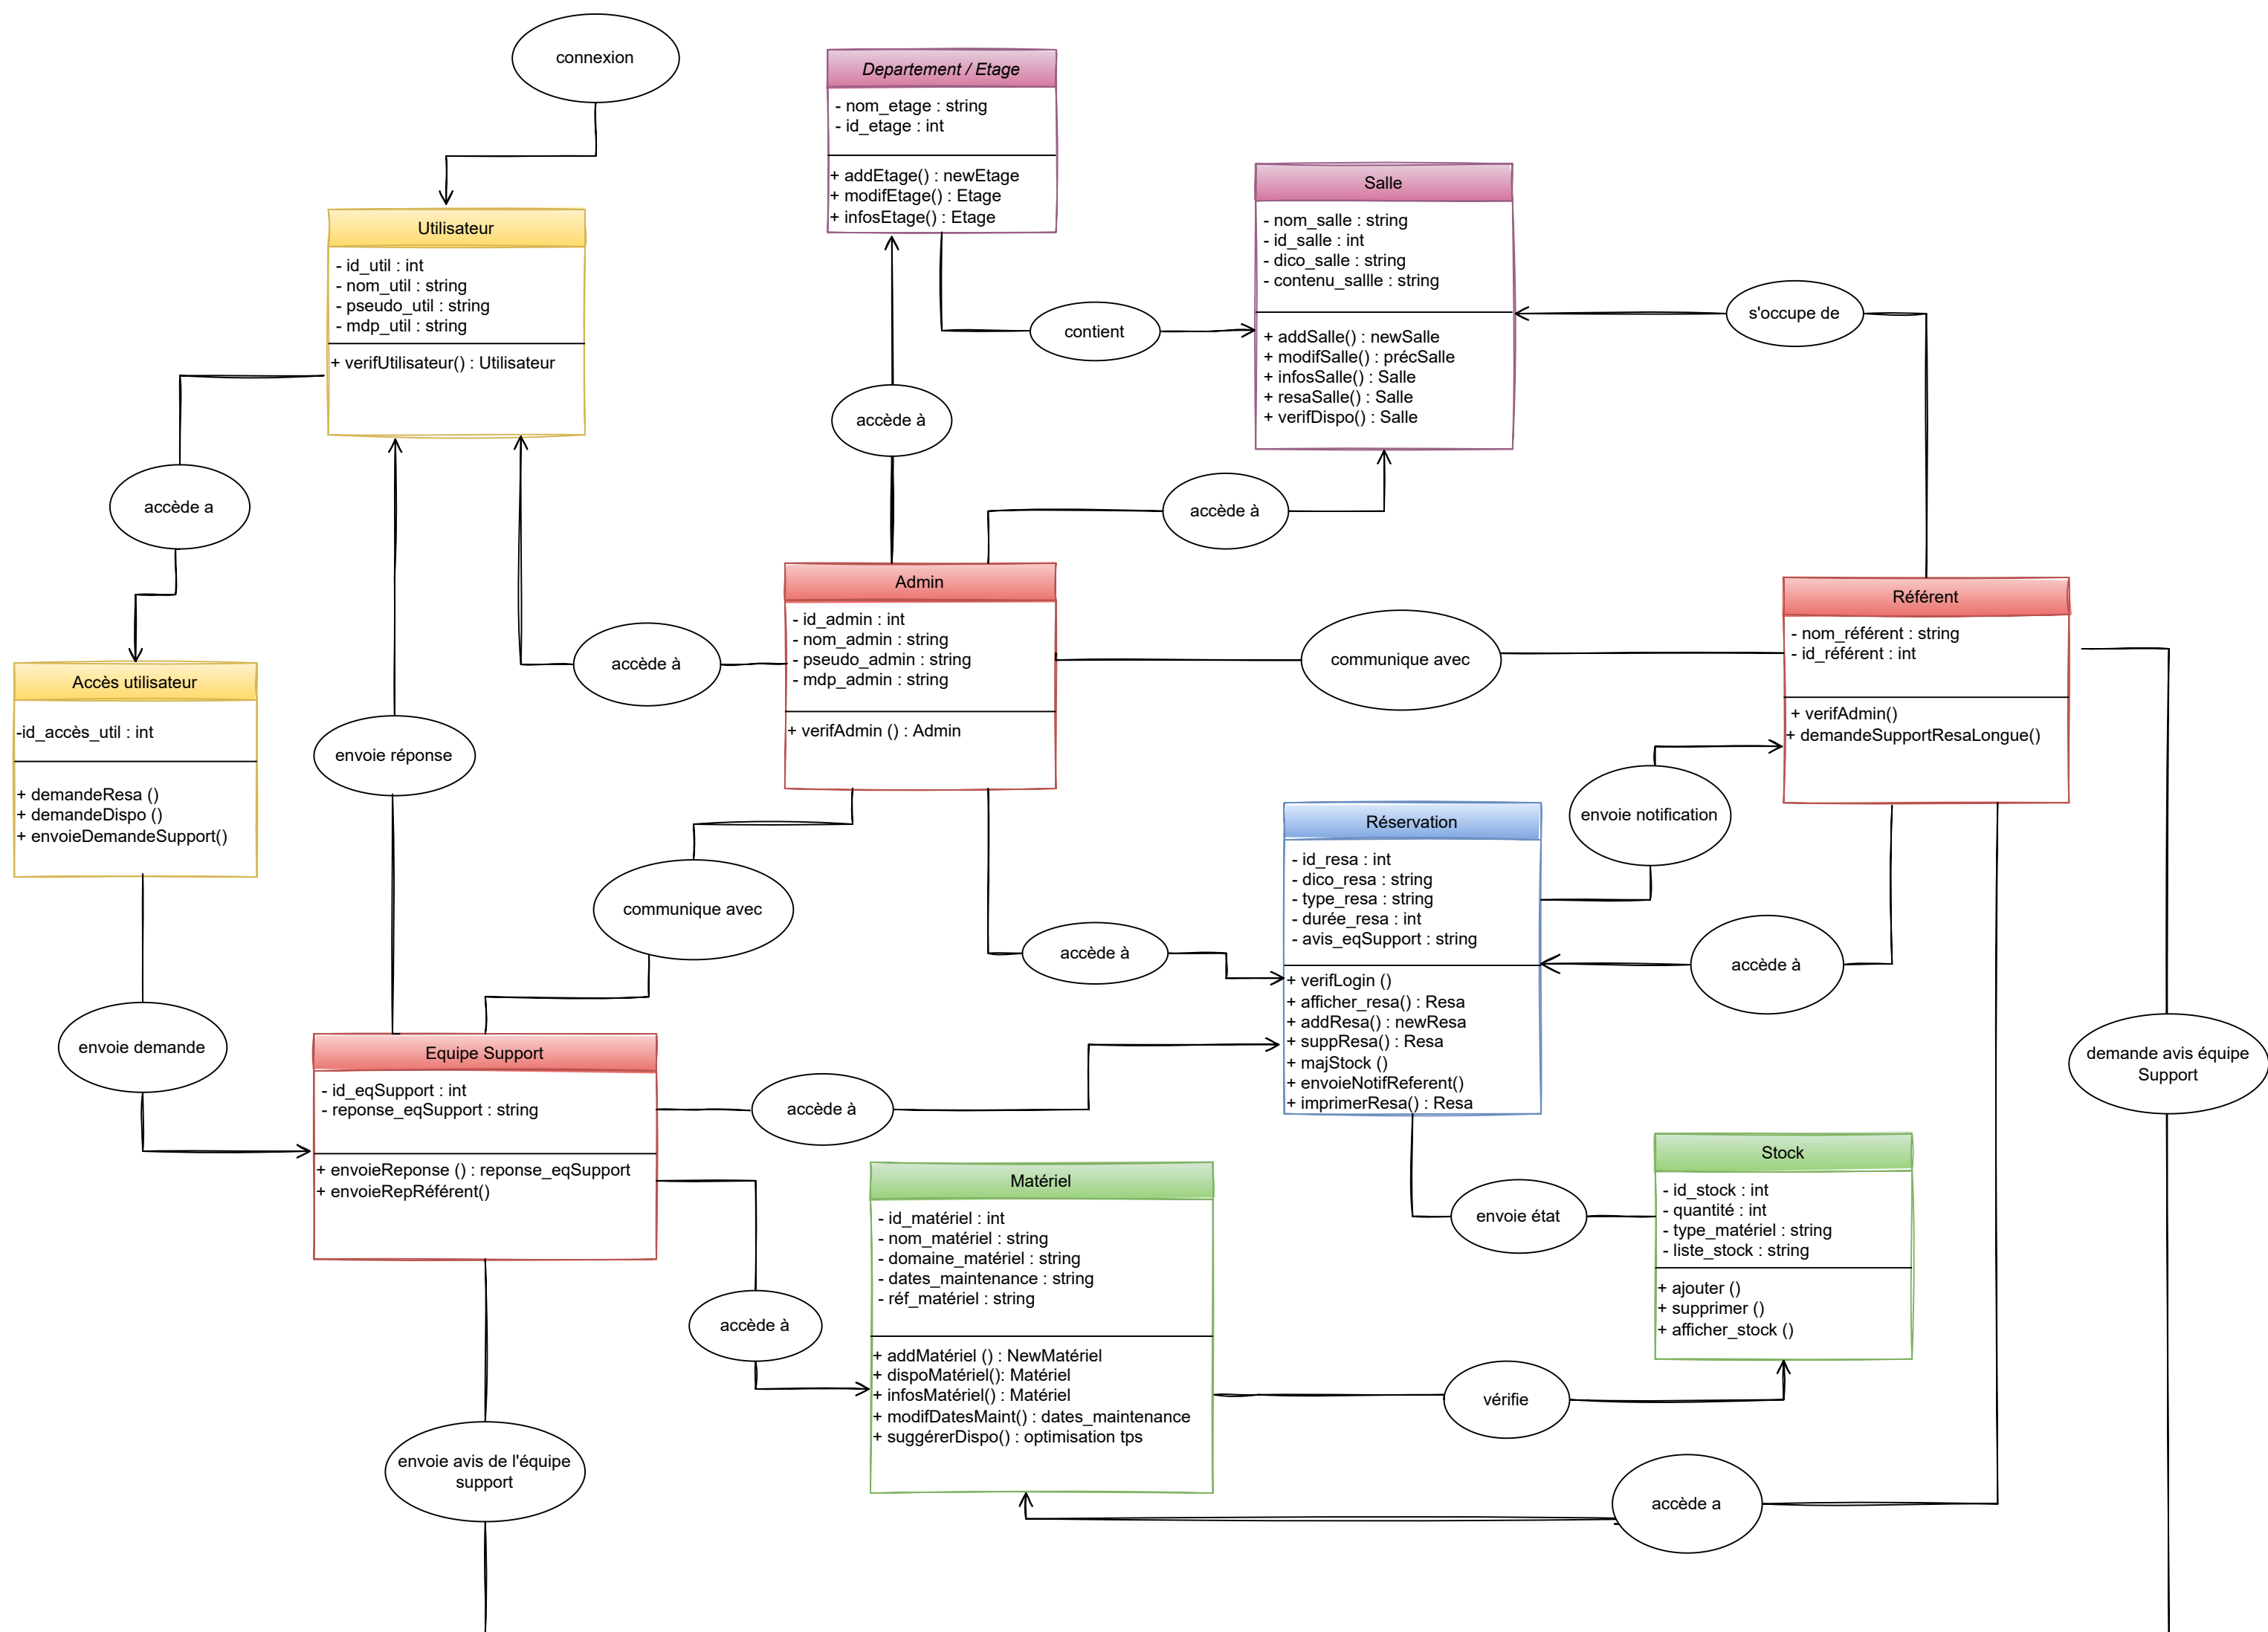 connexion
Departement / Etage
- nom_etage : string
- id_etage : int
+ addEtage() : newEtage
+ modifEtage() : Etage
+ infosEtage() : Etage
Salle
- nom_salle : string
- id_salle : int
- dico_salle : string
- contenu_sallle : string
+ addSalle() : newSalle
+ modifSalle() : précSalle
+ infosSalle() : Salle
+ resaSalle() : Salle
+ verifDispo() : Salle
Utilisateur
- id_util : int
- nom_util : string
- pseudo_util : string
- mdp_util : string
+ verifUtilisateur() : Utilisateur
contient
s'occupe de
accède à
accède a
accède à
Admin
- id_admin : int
- nom_admin : string
- pseudo_admin : string
- mdp_admin : string
+ verifAdmin () : Admin
Référent
- nom_référent : string
- id_référent : int
+ verifAdmin()
+ demandeSupportResaLongue()
accède à
communique avec
Accès utilisateur
-id_accès_util : int
+ demandeResa ()
+ demandeDispo ()
+ envoieDemandeSupport()
envoie réponse
envoie notification
Réservation
- id_resa : int
- dico_resa : string
- type_resa : string
- durée_resa : int
- avis_eqSupport : string
+ verifLogin ()
+ afficher_resa() : Resa
+ addResa() : newResa
+ suppResa() : Resa
+ majStock ()
+ envoieNotifReferent()
+ imprimerResa() : Resa
communique avec
accède à
accède à
envoie demande
demande avis équipe
Support
Equipe Support
- id_eqSupport : int
- reponse_eqSupport : string
+ envoieReponse () : reponse_eqSupport
+ envoieRepRéférent()
accède à
Matériel
- id_matériel : int
- nom_matériel : string
- domaine_matériel : string
- dates_maintenance : string
- réf_matériel : string
+ addMatériel () : NewMatériel
+ dispoMatériel(): Matériel
+ infosMatériel() : Matériel
+ modifDatesMaint() : dates_maintenance
+ suggérerDispo() : optimisation tps
Stock
- id_stock : int
- quantité : int
- type_matériel : string
- liste_stock : string
+ ajouter ()
+ supprimer ()
+ afficher_stock ()
envoie état
accède à
vérifie
envoie avis de l'équipe
support
accède a